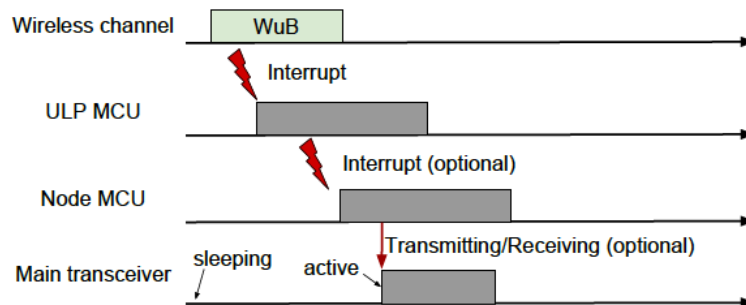 Wireless channel
WuB
Interrupt
ULP MCU
Interrupt (optional)
Node MCU
Transmitting/Receiving (optional)
sleeping
active
Main transceiver